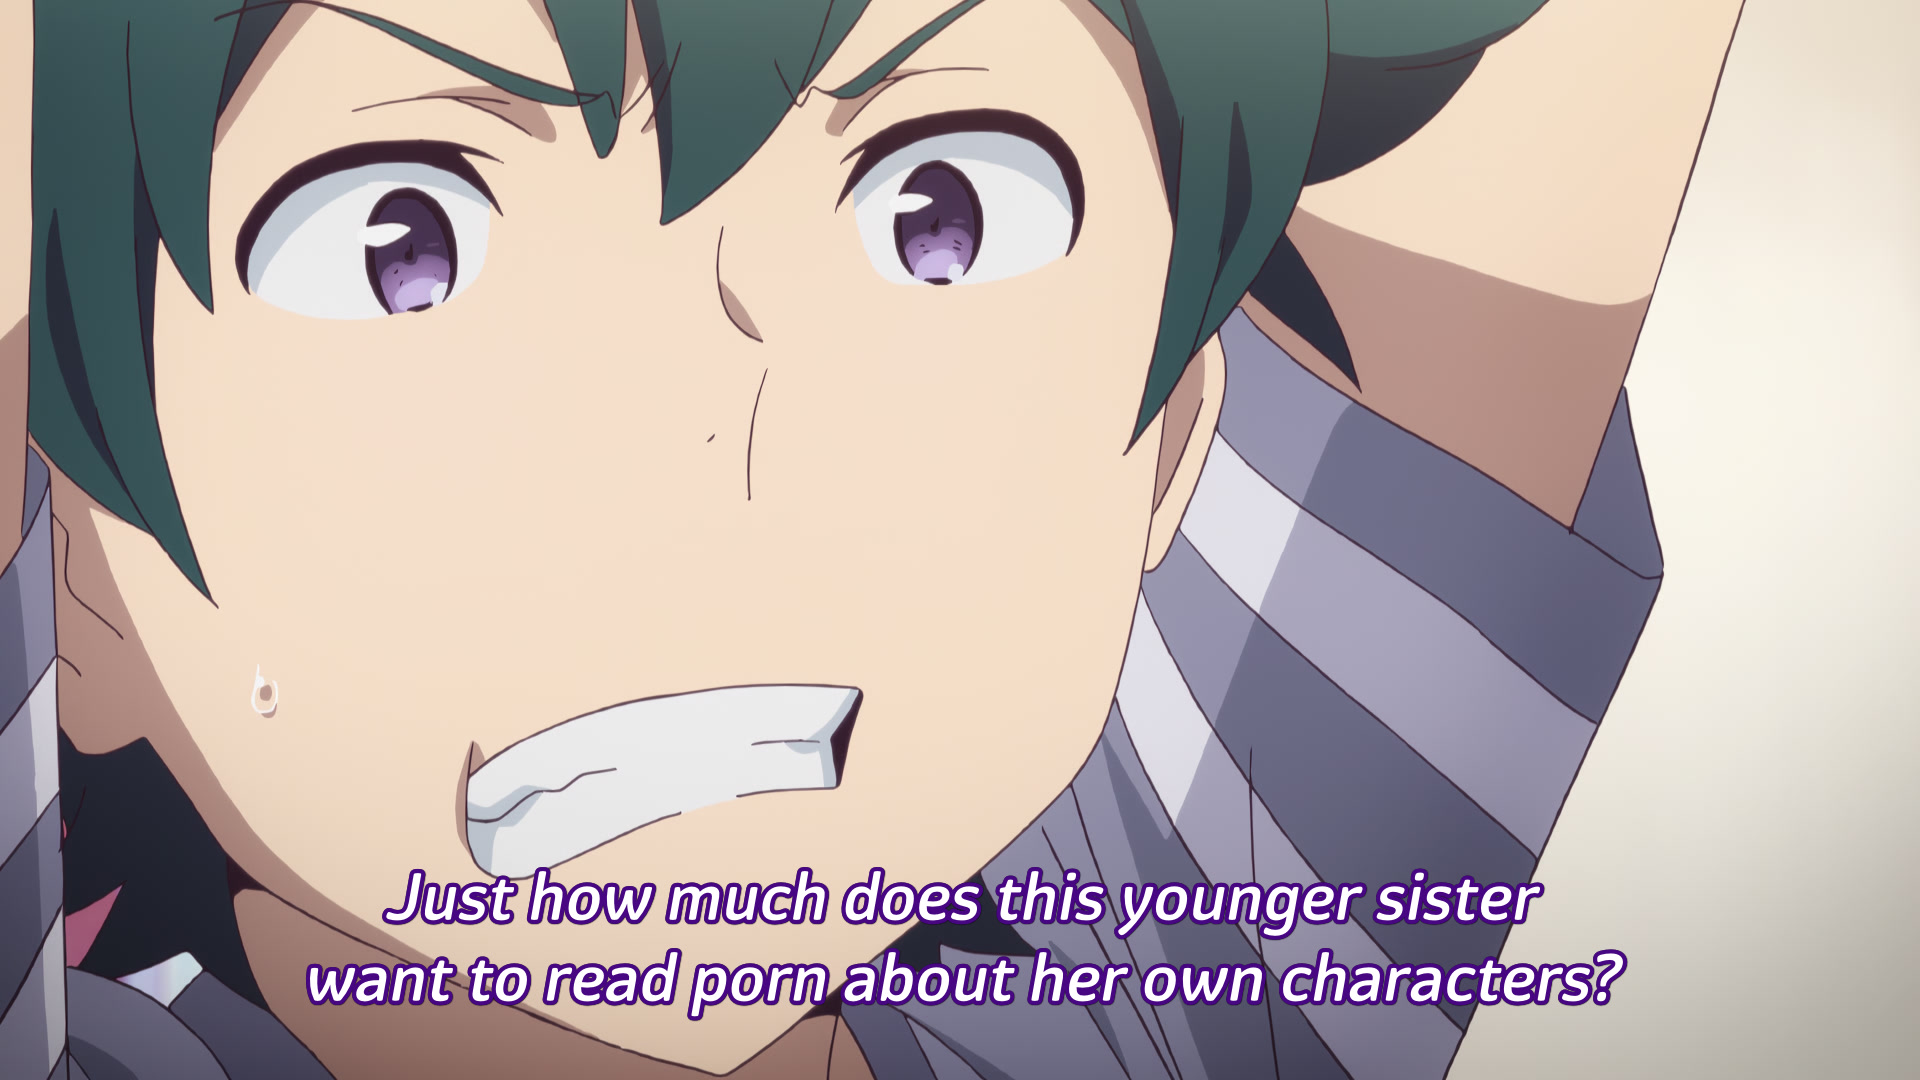 Just how much does this younger sister
want to read porn about her own characters?